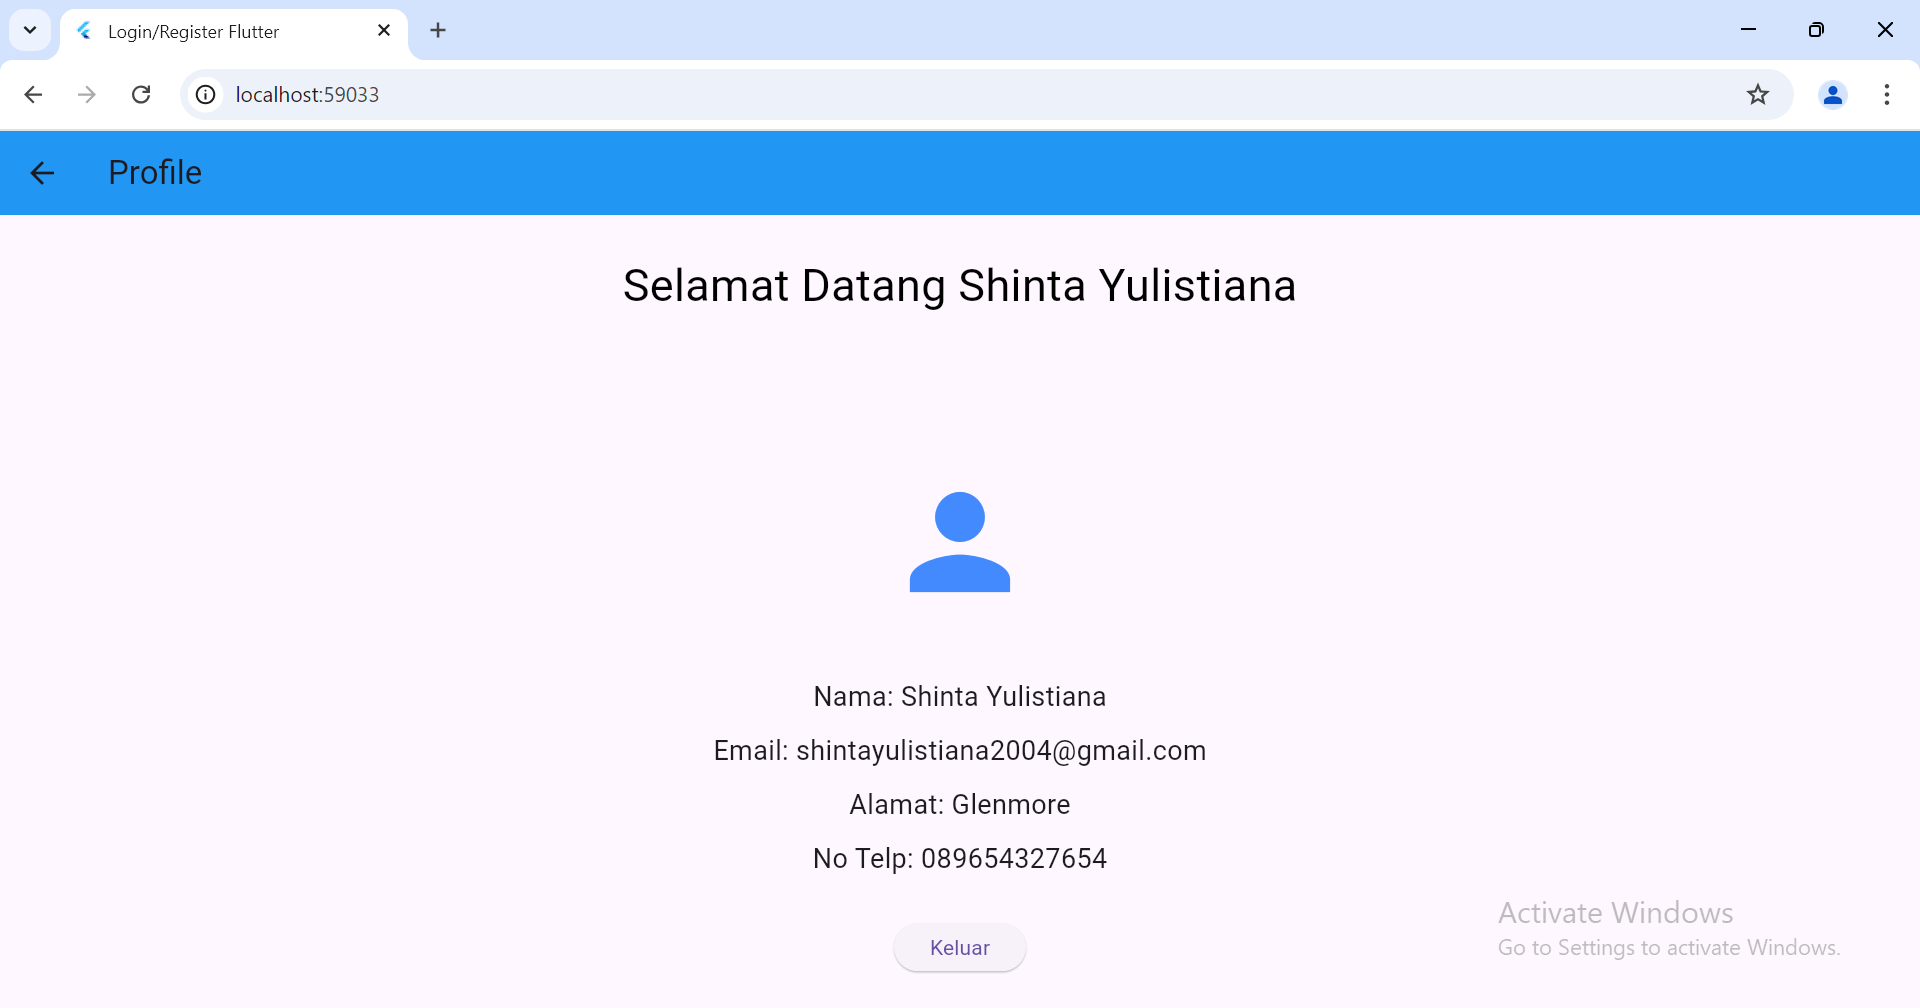 Login/Register Flutter
localhost:59033
Profile
Selamat Datang Shinta Yulistiana
Nama: Shinta Yulistiana
Email: shintayulistiana2004@gmail.com
Alamat: Glenmore
No Telp: 089654327654
Keluar
Activate Windows
Go to Settings to activate Windows.